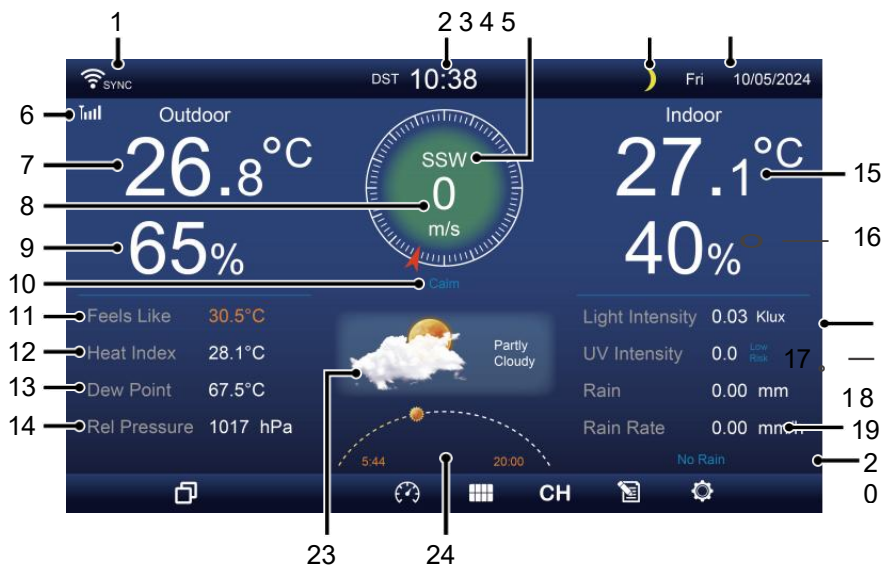 1 2 3 4 5
SYNC DST 10:38 Fri 10/05/2024
6 Outdoor Indoor
7 26.8°C SSW 27.1°C 15
8 0
m/s
9 65% 40% 16
10 Calm
11 Feels Like 30.5°C Light Intensity 0.03 Klux
12 Heat Index 28.1°C Partly Cloudy UV Intensity 0.0 Low Risk 17
13 Dew Point 67.5°C Rain 0.00 mm 18
14 Rel Pressure 1017 hPa Rain Rate 0.00 19
5:44 20:00 No Rain 2
CH 0
23 24